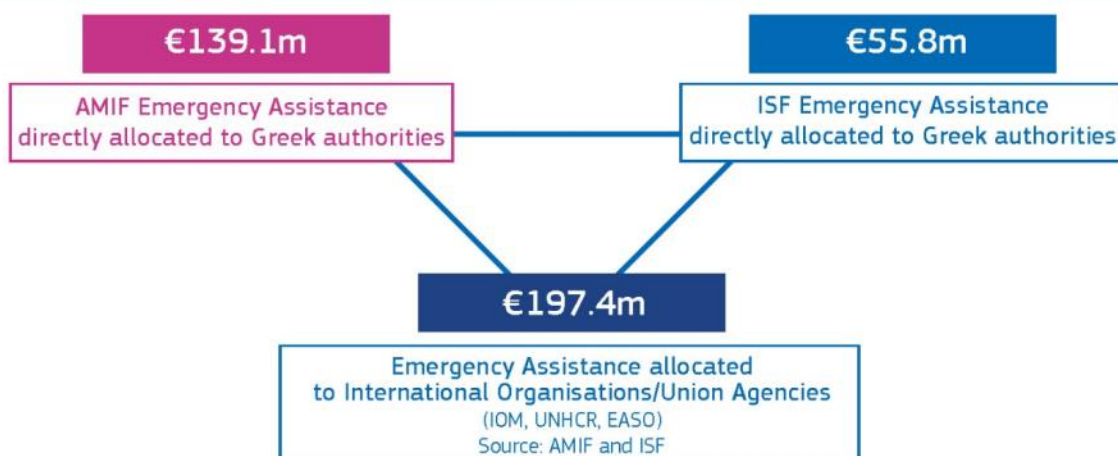 €139.1m
AMIF Emergency Assistance
directly allocated to Greek authorities
€55.8m
ISF Emergency Assistance
directly allocated to Greek authorities
€197.4m
Emergency Assistance allocated
to International Organisations/Union Agencies
(IOM, UNHCR, EASO)
Source: AMIF and ISF